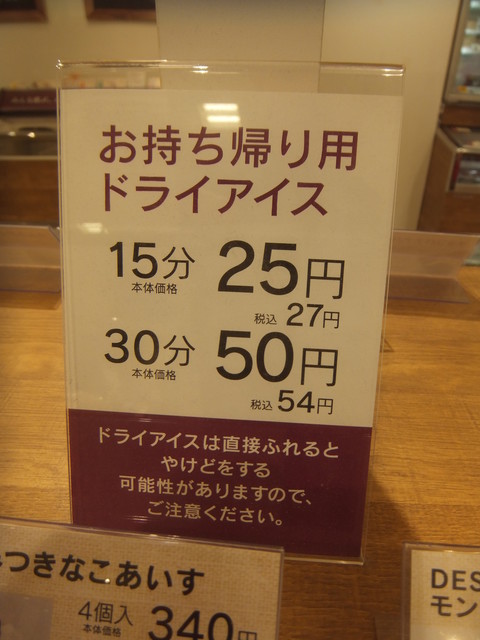 お持ち帰り用
ドライアイス
15分 25円
本体価格
税込 27円
30分 50円
本体価格
税込 54円
ドライアイスは直接ふれると
やけどをする
可能性がありますので、
ご注意ください。
つきなこあいす
4個入 340円
本体価格
DES
モン